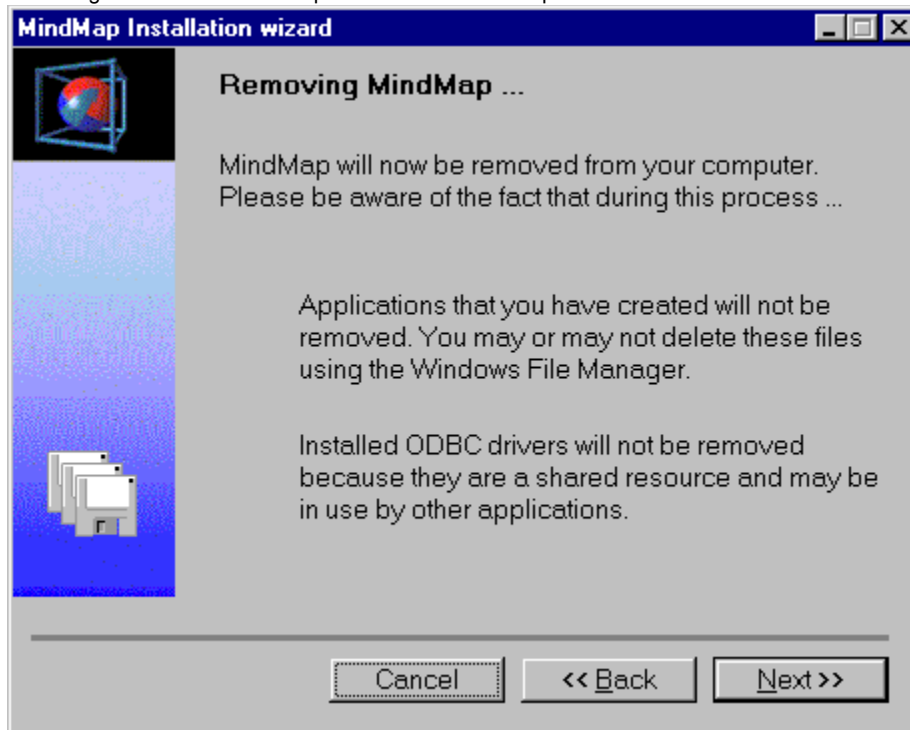 MindMap Installation wizard
Removing MindMap ...
MindMap will now be removed from your computer.
Please be aware of the fact that during this process ...
Applications that you have created will not be
removed. You may or may not delete these files
using the Windows File Manager.
Installed ODBC drivers will not be removed
because they are a shared resource and may be
in use by other applications.
Cancel
<< Back
Next >>